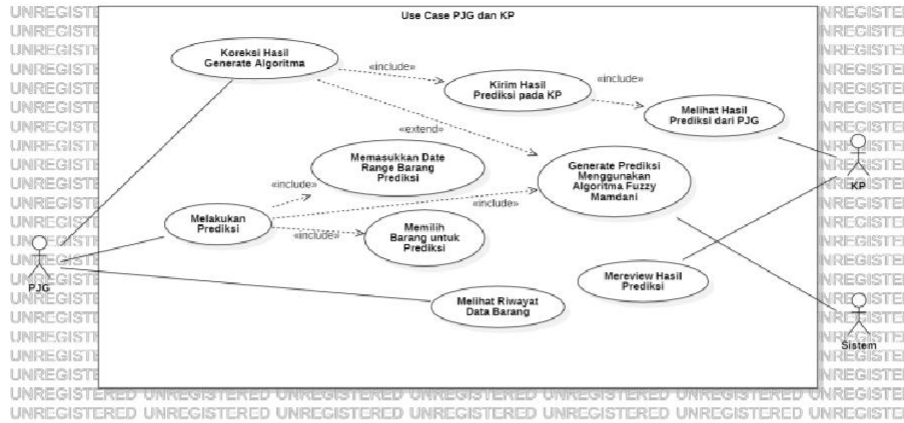 Use Case PJG dan KP
Koreksi Hasil
Generate Algoritma
«include»
Kirim Hasil
Prediksi pada KP
«include»
Melihat Hasil
Prediksi dari PJG
«extend»
Memasukkan Date
Range Barang
Prediksi
Generate Prediksi
Menggunakan
Algoritma Fuzzy
Mamdani
KP
«include»
«include»
Melakukan
Prediksi
«include»
Memilih
Barang untuk
Prediksi
PJG
Mereview Hasil
Prediksi
Melihat Riwayat
Data Barang
Sistem
UNREGISTERED UNREGISTERED UNREGISTERED UNREGISTERED UNREGISTERED UNREGISTERED UNREGISTE
UNREGISTERED UNREGISTERED UNREGISTERED UNREGISTERED UNREGISTERED UNREGISTERED UNREGISTE